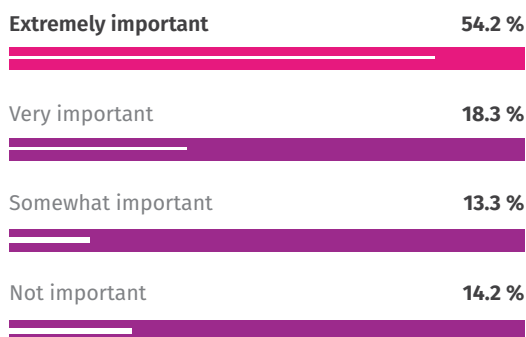 Extremely important 54.2 %
Very important 18.3 %
Somewhat important 13.3 %
Not important 14.2 %